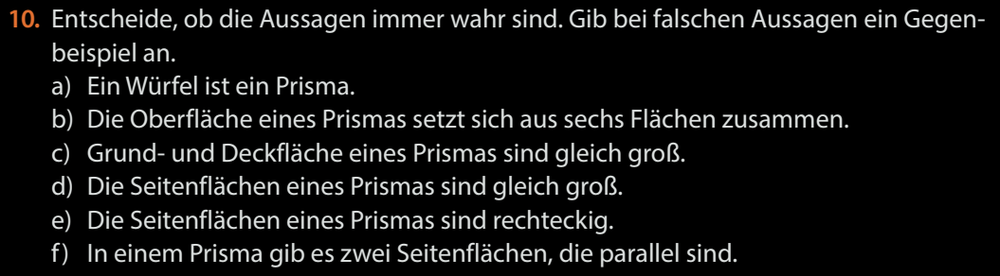 10. Entscheide, ob die Aussagen immer wahr sind. Gib bei falschen Aussagen ein Gegen-
beispiel an.
a) Ein Würfel ist ein Prisma.
b) Die Oberfläche eines Prismas setzt sich aus sechs Flächen zusammen.
c) Grund- und Deckfläche eines Prismas sind gleich groß.
d) Die Seitenflächen eines Prismas sind gleich groß.
e) Die Seitenflächen eines Prismas sind rechteckig.
f) In einem Prisma gibt es zwei Seitenflächen, die parallel sind.